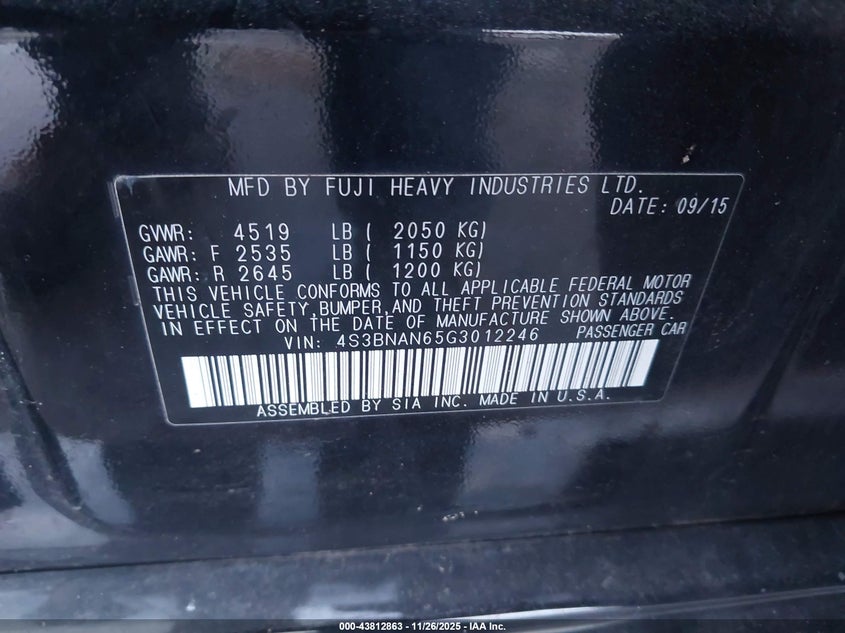 MFD BY FUJI HEAVY INDUSTRIES LTD.
DATE: 09/15
GVWR: 4519 LB ( 2050 KG)
GAWR: F 2535 LB ( 1150 KG)
GAWR: R 2645 LB ( 1200 KG)
THIS VEHICLE CONFORMS TO ALL APPLICABLE FEDERAL MOTOR
VEHICLE SAFETY,BUMPER,AND THEFT PREVENTION STANDARDS
IN EFFECT ON THE DATE OF MANUFACTURE SHOWN ABOVE.
VIN: 4S3BNAN65G3012246 PASSENGER CAR
ASSEMBLED BY SIA INC. MADE IN U.S.A.
000-43812863 - 11/26/2025 - IAA Inc.